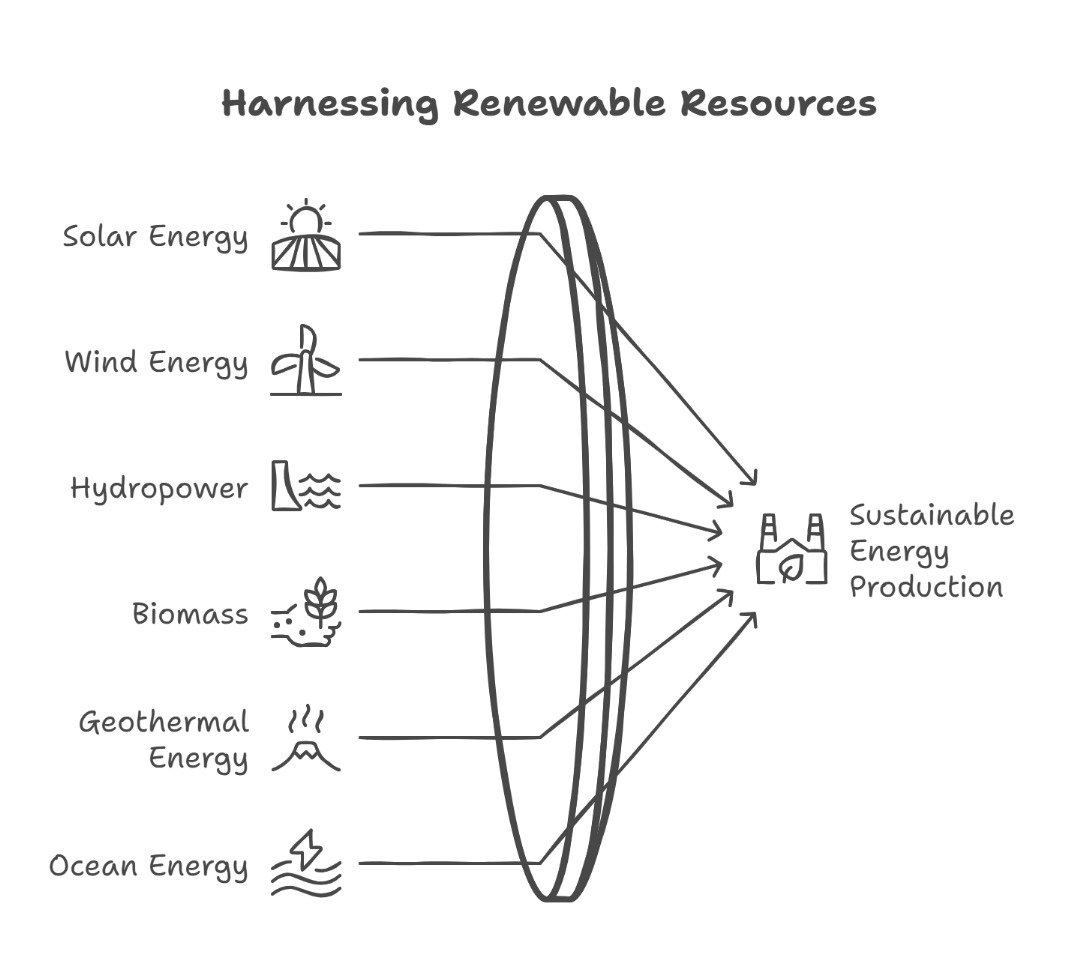 Harnessing Renewable Resources
Solar Energy
Wind Energy
Hydropower
Biomass
Geothermal
Energy
Ocean Energy
Sustainable
Energy
Production